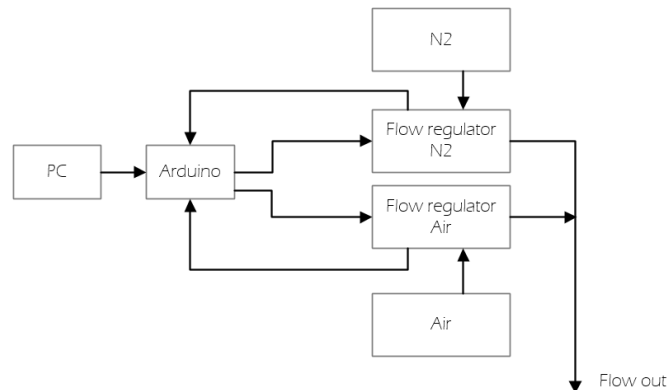 N2
Flow regulator
N2
PC
Arduino
Flow regulator
Air
Air
Flow out